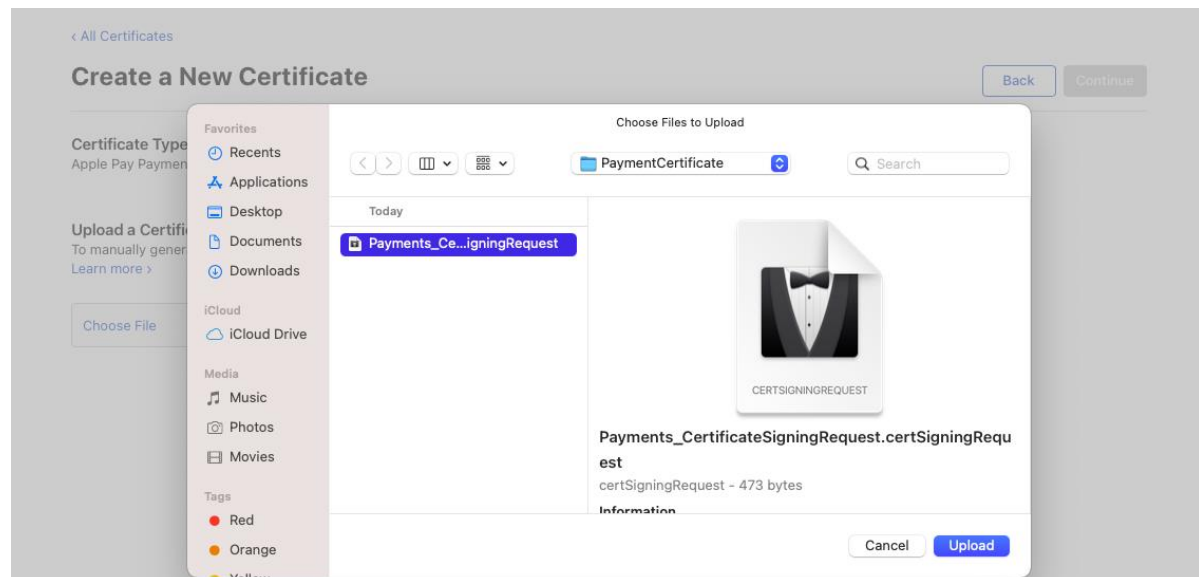 ‹ All Certificates
Create a New Certificate
Back
Continue
Certificate Type
Apple Pay Paymen
Upload a Certifi
To manually gener
Learn more ›
Choose File
Favorites
Recents
Applications
Desktop
Documents
Downloads
iCloud
iCloud Drive
Media
Music
Photos
Movies
Tags
Red
Orange
Yellow
Choose Files to Upload
PaymentCertificate
Search
Today
Payments_Ce...igningRequest
CERTSIGNINGREQUEST
Payments_CertificateSigningRequest.certSigningRequ
est
certSigningRequest - 473 bytes
Information
Cancel
Upload